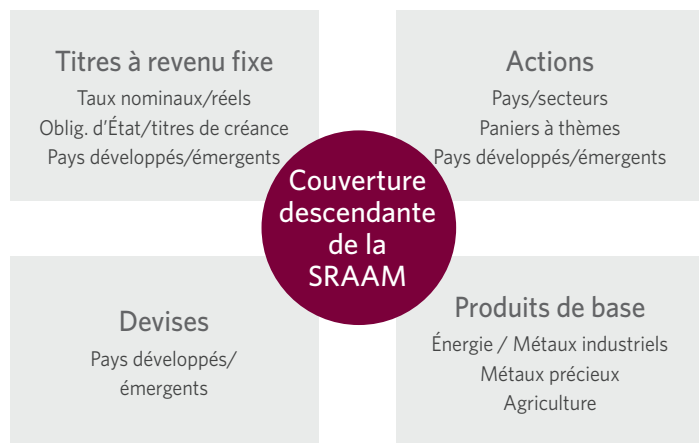 Titres à revenu fixe
Taux nominaux/réels
Oblig. d'État/titres de créance
Pays développés/émergents
Actions
Pays/secteurs
Paniers à thèmes
Pays développés/émergents
Couverture
descendante
de la
SRAAM
Devises
Pays développés/
émergents
Produits de base
Énergie / Métaux industriels
Métaux précieux
Agriculture